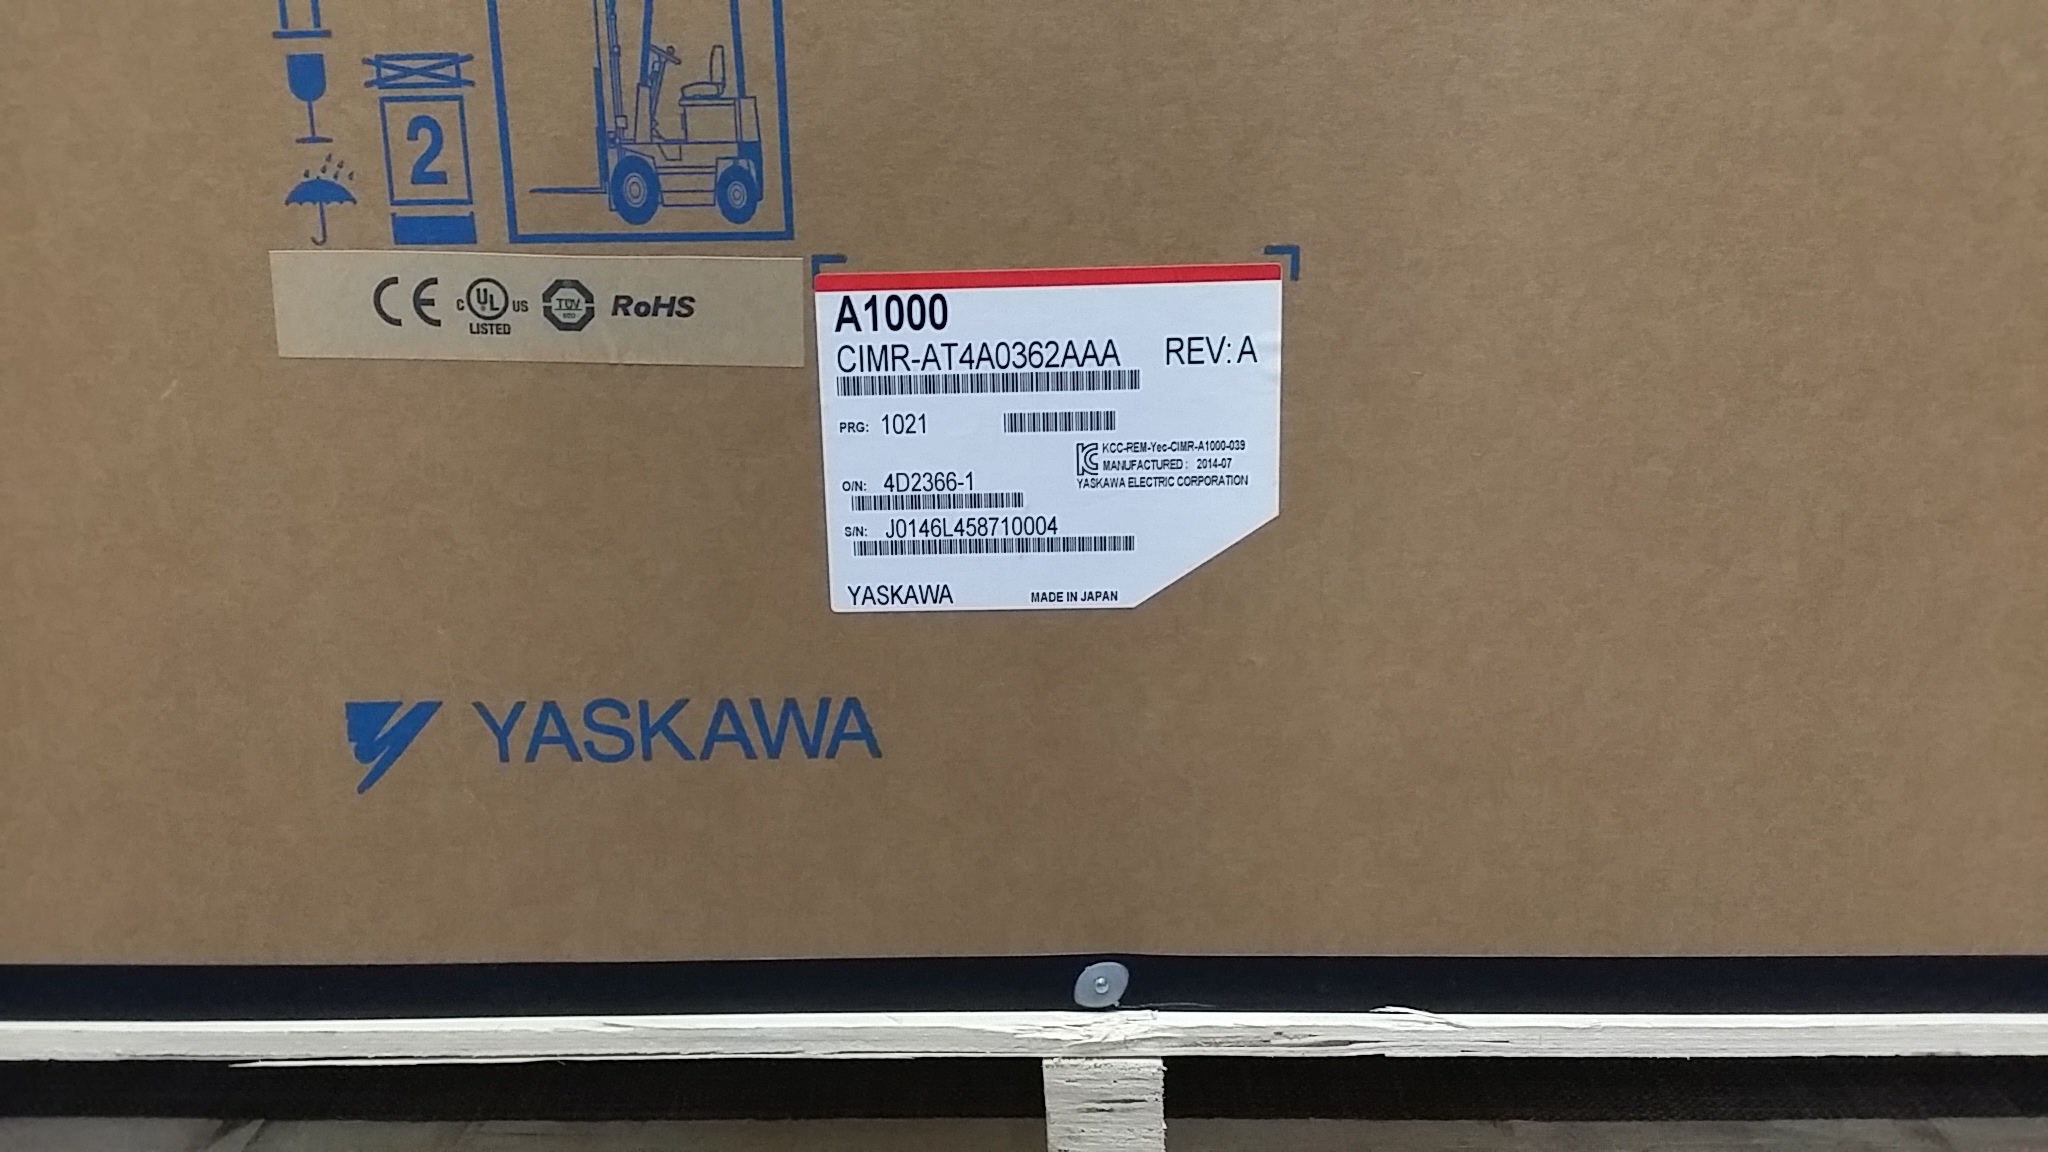 2
CE
C UL US
LISTED
TÜV
RoHS
A1000
CIMR-AT4A0362AAA REV: A
PRG: 1021
KCC-REM-Yec-CIMR-A1000-039
MANUFACTURED : 2014-07
YASKAWA ELECTRIC CORPORATION
O/N: 4D2366-1
S/N: J0146L458710004
YASKAWA MADE IN JAPAN
YASKAWA